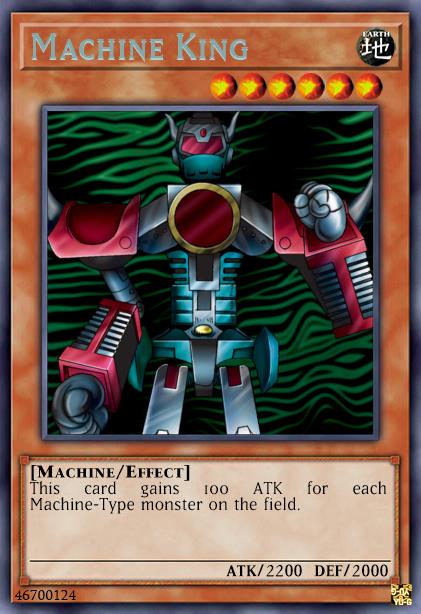 MACHINE KING
EARTH
地
[MACHINE/EFFECT]
This card gains 100 ATK for each
Machine-Type monster on the field.
ATK/2200 DEF/2000
46700124